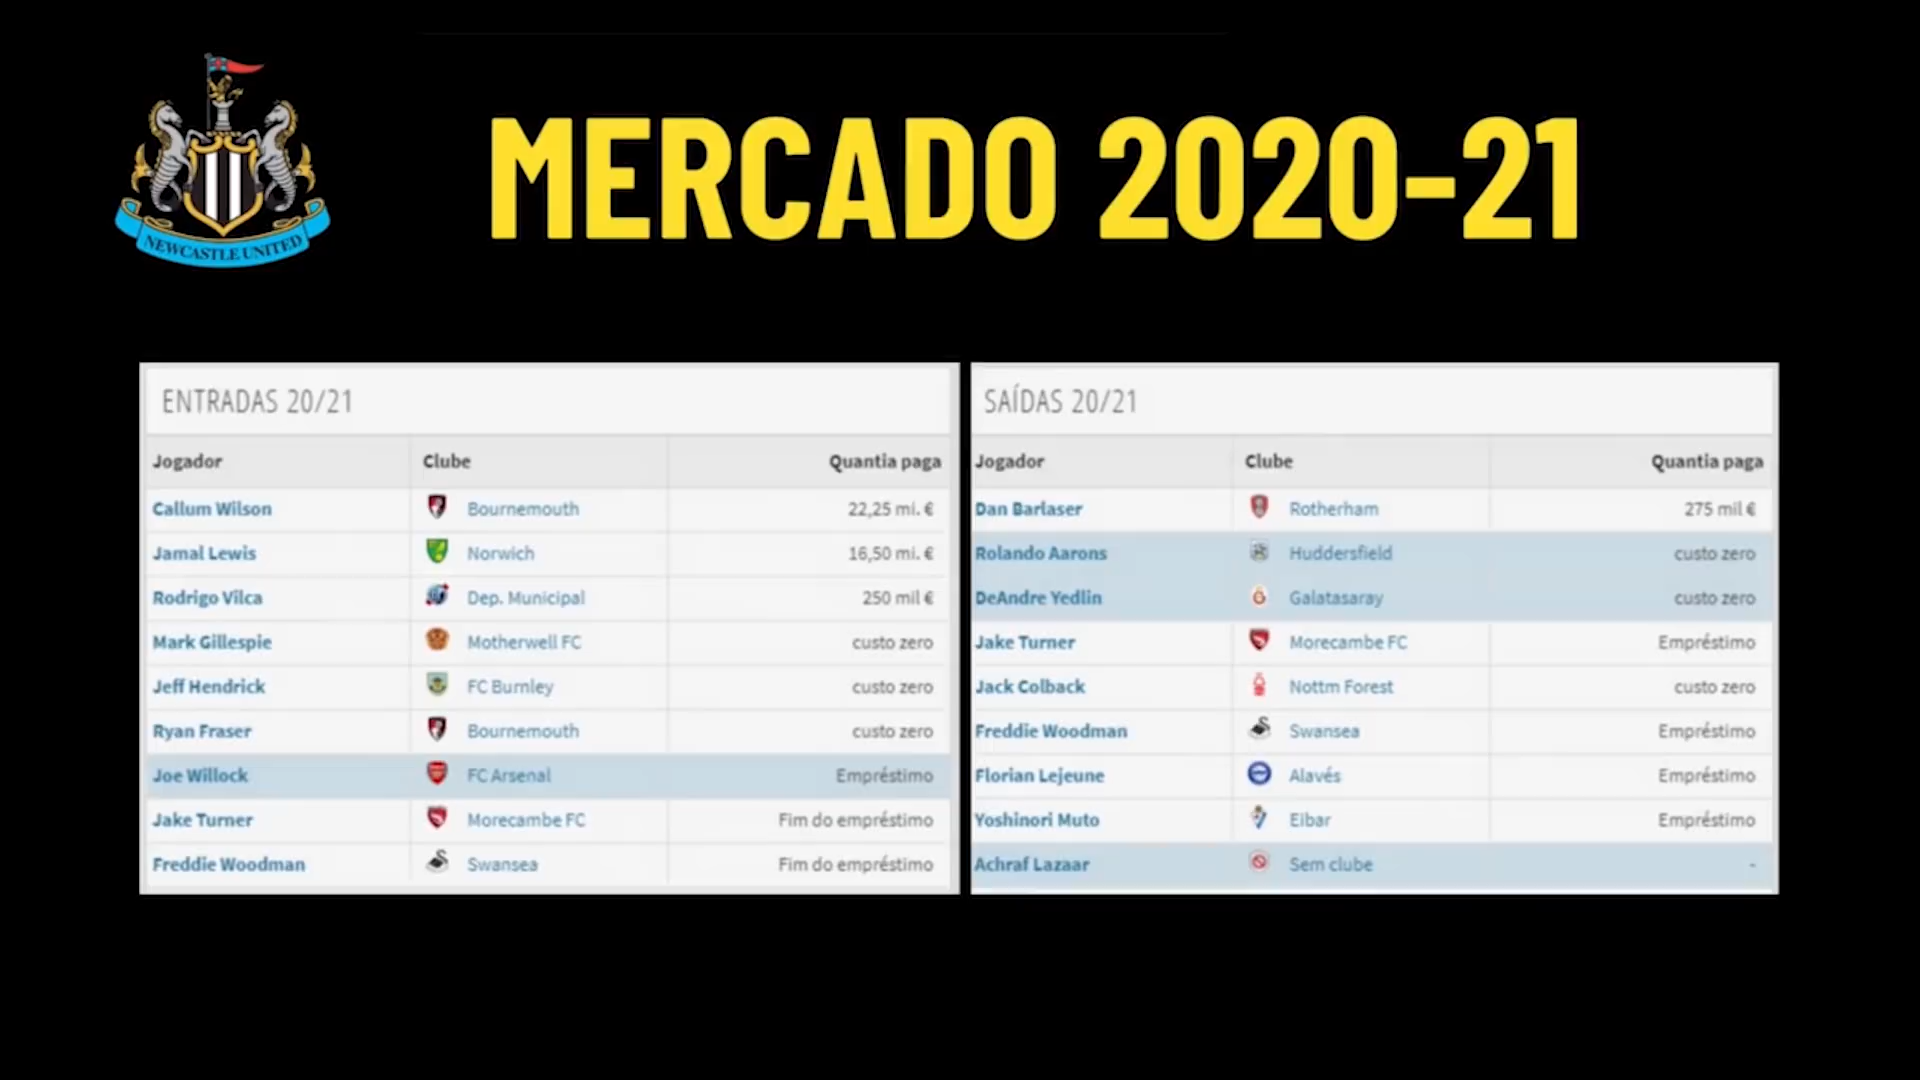 MERCADO 2020-21
NEWCASTLE UNITED
ENTRADAS 20/21
Jogador Clube Quantia paga
Callum Wilson Bournemouth 22,25 mi. €
Jamal Lewis Norwich 16,50 mi. €
Rodrigo Vilca Dep. Municipal 250 mil €
Mark Gillespie Motherwell FC custo zero
Jeff Hendrick FC Burnley custo zero
Ryan Fraser Bournemouth custo zero
Joe Willock FC Arsenal Empréstimo
Jake Turner Morecambe FC Fim do empréstimo
Freddie Woodman Swansea Fim do empréstimo
SAÍDAS 20/21
Jogador Clube Quantia paga
Dan Barlaser Rotherham 275 mil €
Rolando Aarons Huddersfield custo zero
DeAndre Yedlin Galatasaray custo zero
Jake Turner Morecambe FC Empréstimo
Jack Colback Nottm Forest custo zero
Freddie Woodman Swansea Empréstimo
Florian Lejeune Alavés Empréstimo
Yoshinori Muto Eibar Empréstimo
Achraf Lazaar Sem clube -